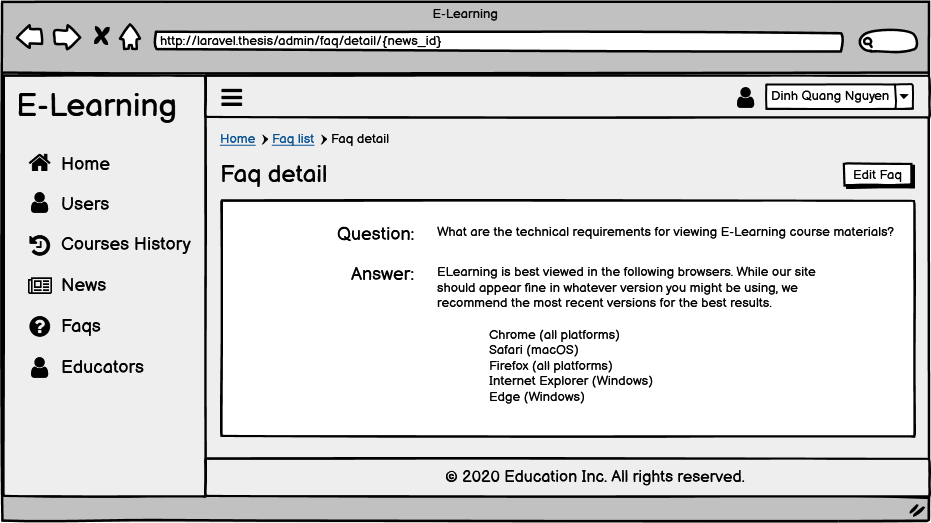 E-Learning
http://laravel.thesis/admin/faq/detail/{news_id}
E-Learning
Home
Users
Courses History
News
Faqs
Educators
Dinh Quang Nguyen
Home Faq list Faq detail
Faq detail
Edit Faq
Question: What are the technical requirements for viewing E-Learning course materials?
Answer: ELearning is best viewed in the following browsers. While our site
should appear fine in whatever version you might be using, we
recommend the most recent versions for the best results.
Chrome (all platforms)
Safari (macOS)
Firefox (all platforms)
Internet Explorer (Windows)
Edge (Windows)
© 2020 Education Inc. All rights reserved.